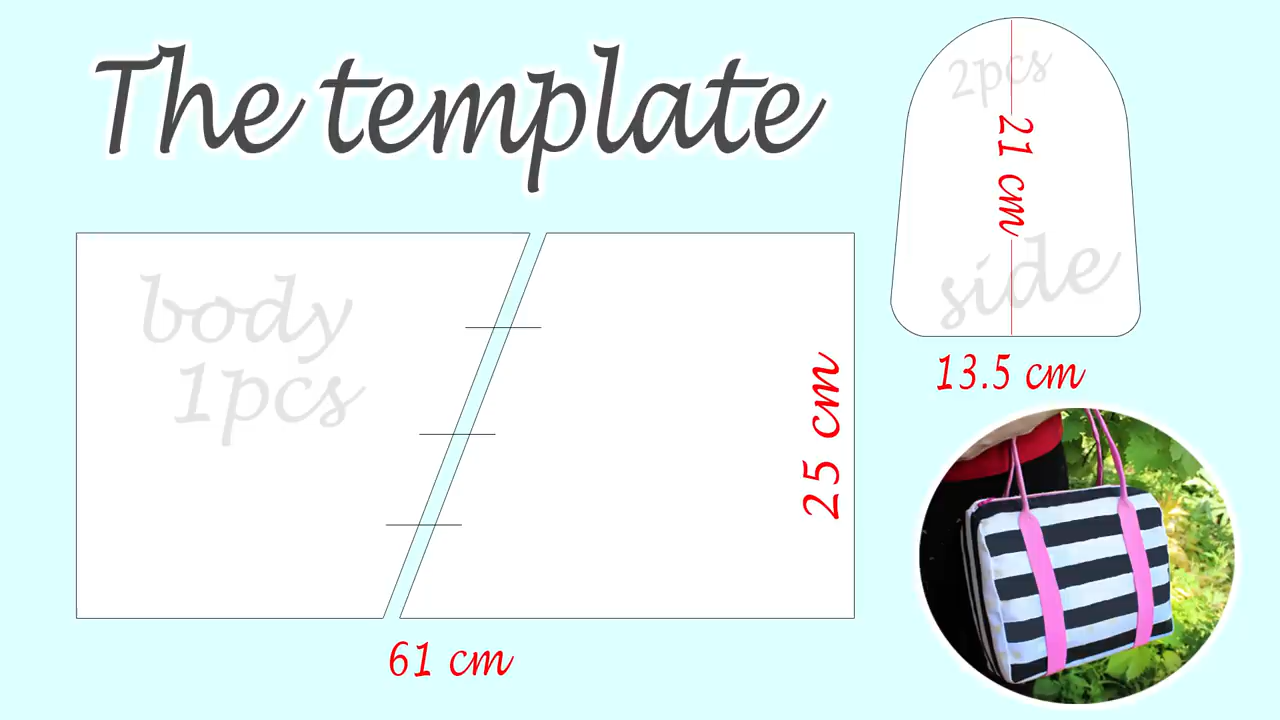 The template
2pcs
21 cm
side
13.5 cm
body
1pcs
25 cm
61 cm